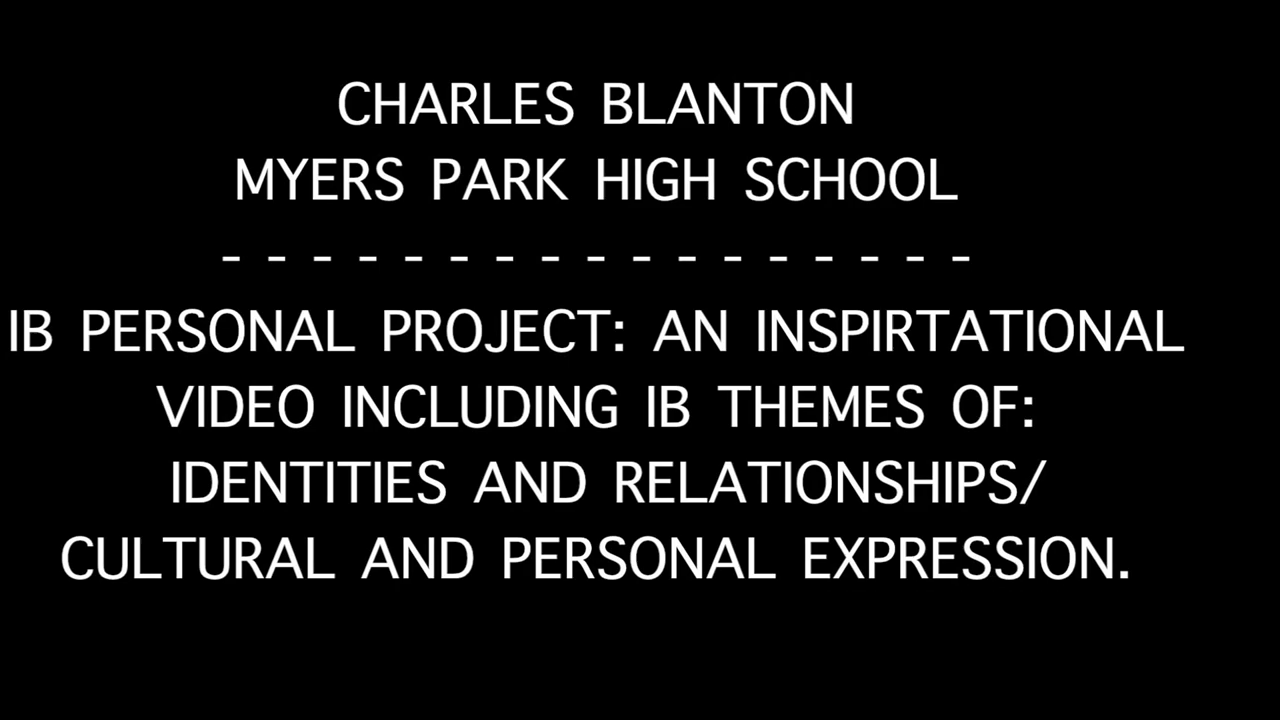 CHARLES BLANTON
MYERS PARK HIGH SCHOOL
- - - - - - - - - - - - - - - - -
IB PERSONAL PROJECT: AN INSPIRTATIONAL
VIDEO INCLUDING IB THEMES OF:
IDENTITIES AND RELATIONSHIPS/
CULTURAL AND PERSONAL EXPRESSION.